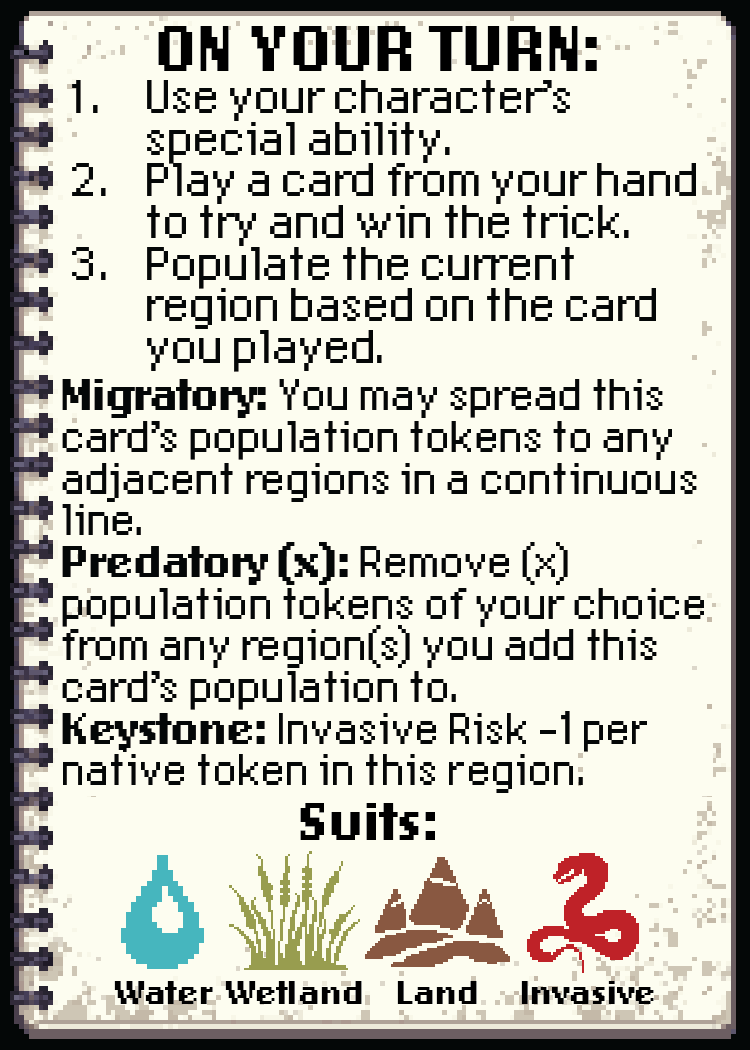 ON YOUR TURN:
1. Use your character's
special ability.
2. Play a card from your hand
to try and win the trick.
3. Populate the current
region based on the card
you played.
Migratory: You may spread this
card's population tokens to any
adjacent regions in a continuous
line.
Predatory (x): Remove (x)
population tokens of your choice
from any region(s) you add this
card's population to.
Keystone: Invasive Risk -1 per
native token in this region.
Suits:
Water Wetland Land Invasive